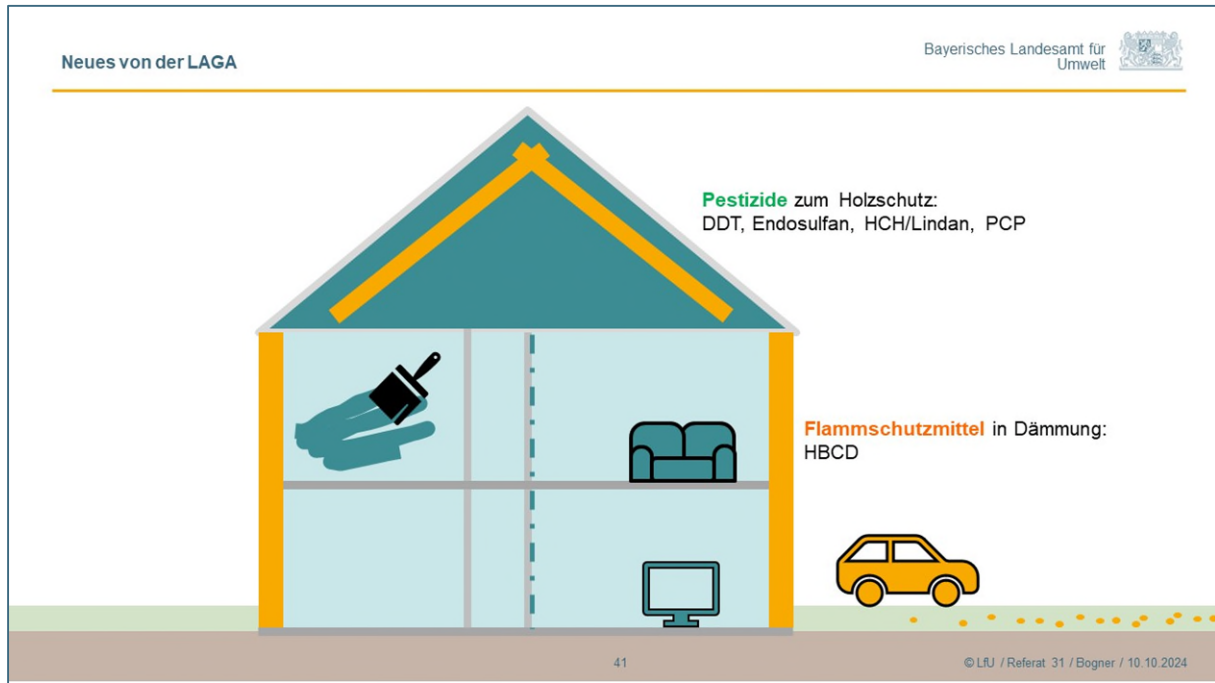 Neues von der LAGA
Bayerisches Landesamt für
Umwelt
Pestizide zum Holzschutz:
DDT, Endosulfan, HCH/Lindan, PCP
Flammschutzmittel in Dämmung:
HBCD
41
© LfU / Referat 31 / Bogner / 10.10.2024